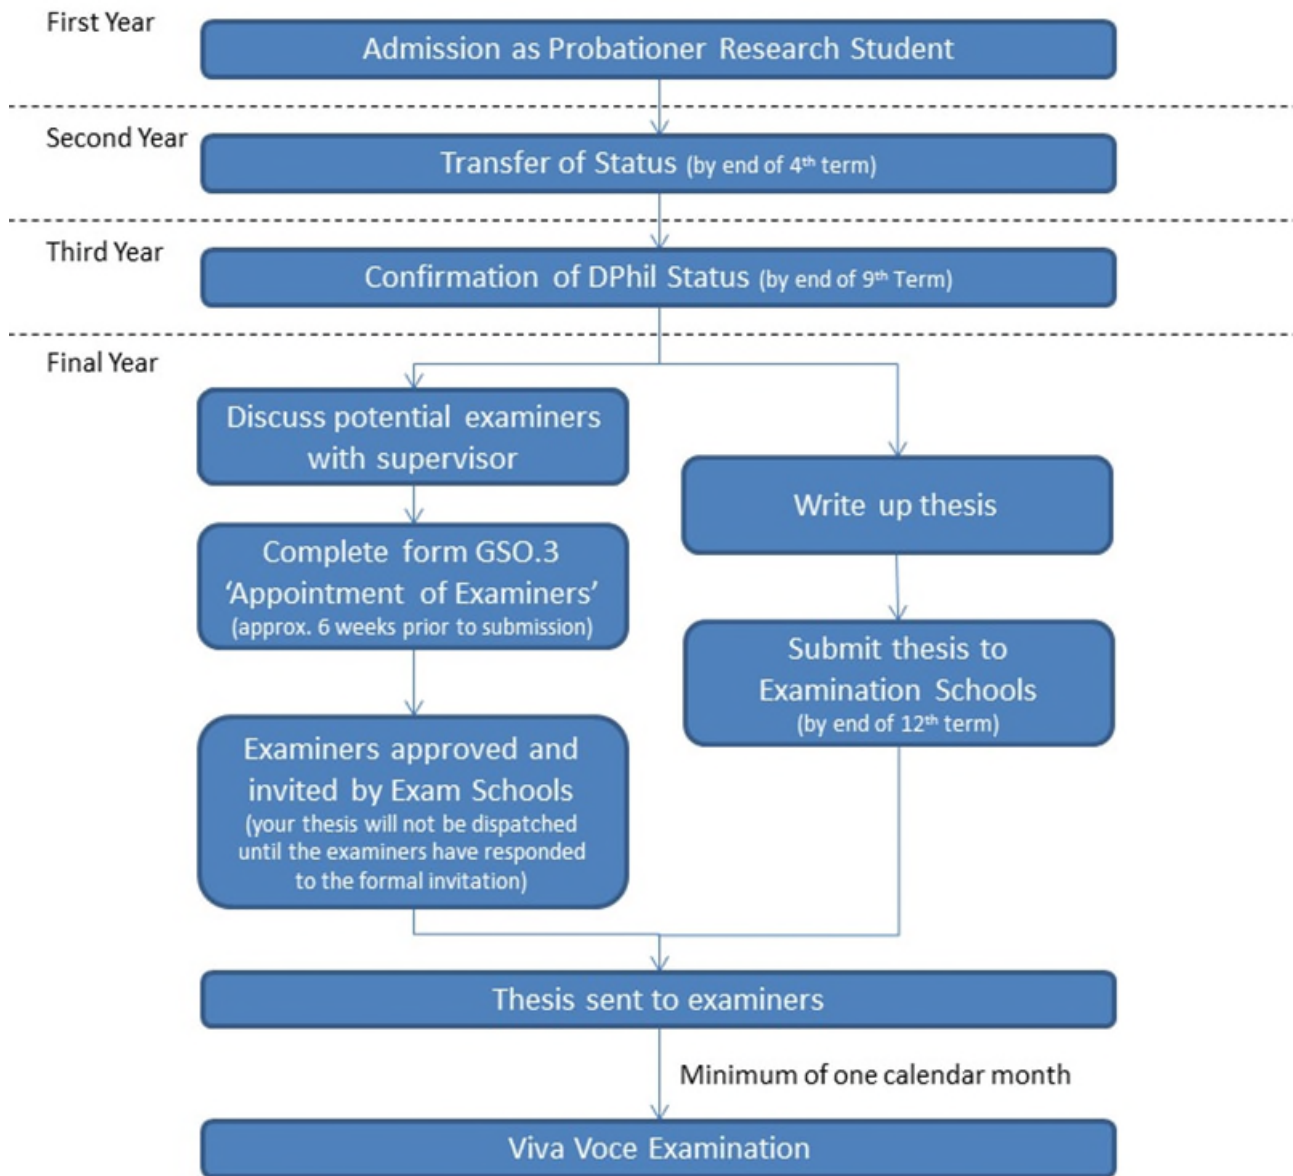 First Year
Admission as Probationer Research Student
Second Year
Transfer of Status (by end of 4th term)
Third Year
Confirmation of DPhil Status (by end of 9th Term)
Final Year
Discuss potential examiners
with supervisor
Complete form GSO.3
‘Appointment of Examiners’
(approx. 6 weeks prior to submission)
Examiners approved and
invited by Exam Schools
(your thesis will not be dispatched
until the examiners have responded
to the formal invitation)
Write up thesis
Submit thesis to
Examination Schools
(by end of 12th term)
Thesis sent to examiners
Minimum of one calendar month
Viva Voce Examination